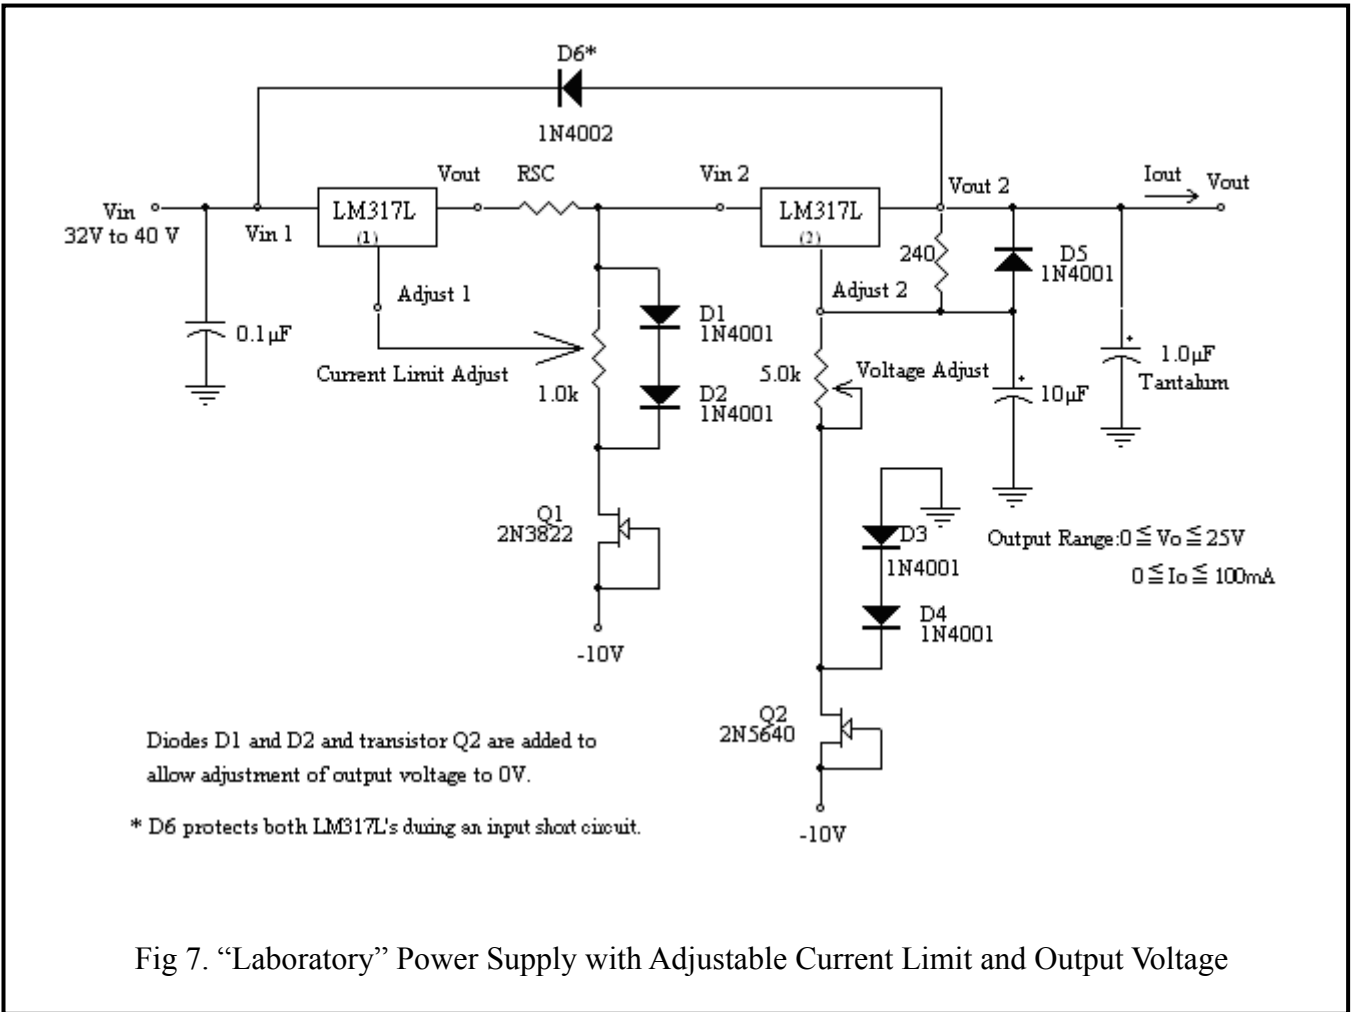 D6*
1N4002
Vout
RSC
Vin 2
Iout
Vout
Vout 2
Vin
32V to 40 V
Vin 1
LM317L
(1)
LM317L
(2)
240
D5
1N4001
Adjust 1
Adjust 2
0.1µF
D1
1N4001
1.0µF
Tantalum
Current Limit Adjust
1.0k
5.0k
Voltage Adjust
D2
1N4001
10µF
+
+
Q1
2N3822
D3
1N4001
Output Range:0≦Vo≦25V
0≦Io≦100mA
D4
1N4001
-10V
Q2
2N5640
-10V
Diodes D1 and D2 and transistor Q2 are added to
allow adjustment of output voltage to 0V.
* D6 protects both LM317L's during an input short circuit.
Fig 7. “Laboratory” Power Supply with Adjustable Current Limit and Output Voltage